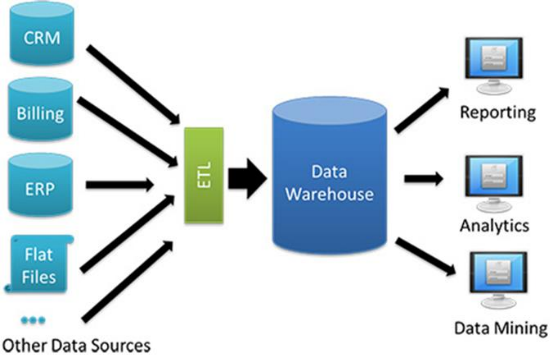 CRM
Billing
ERP
Flat
Files
Other Data Sources
ETL
Data
Warehouse
Reporting
Analytics
Data Mining